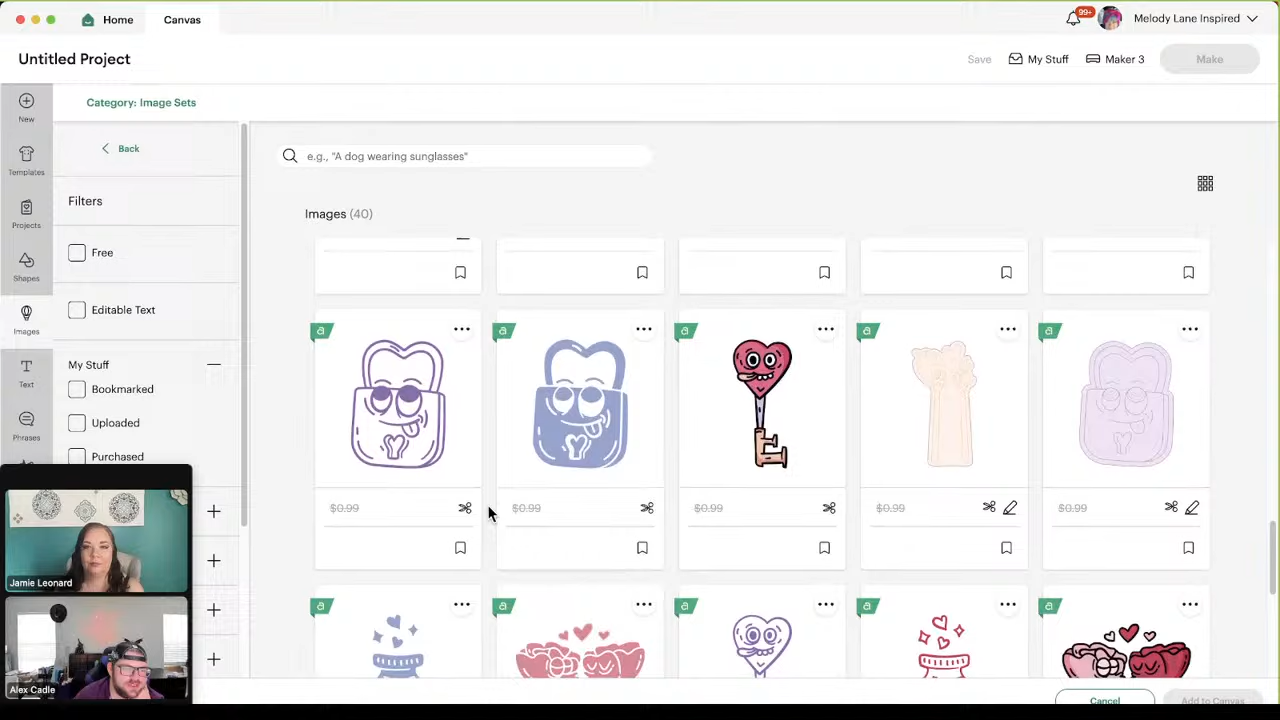 Home
Canvas
99+
Melody Lane Inspired
Untitled Project
Save
My Stuff
Maker 3
Make
New
Templates
Projects
Shapes
Images
Text
Phrases
Category: Image Sets
Back
Filters
Free
Editable Text
My Stuff
Bookmarked
Uploaded
Purchased
e.g., "A dog wearing sunglasses"
Images (40)
a
a
a
a
a
$0.99
$0.99
$0.99
$0.99
$0.99
a
a
a
a
a
Jamie Leonard
Alex Cadle
Cancel
Add to Canvas